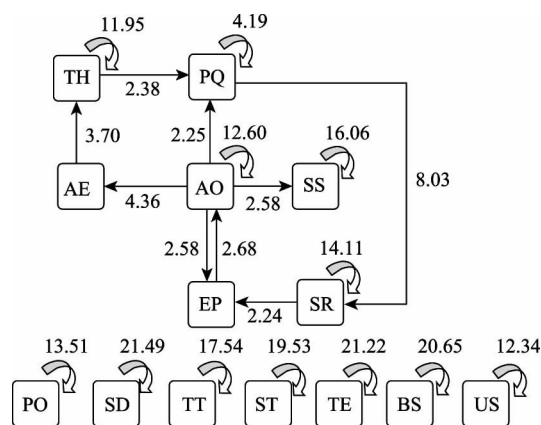 11.95 4.19
TH PQ
2.38
3.70 2.25 12.60 16.06
8.03
AE AO SS
4.36 2.58
2.58 2.68 14.11
EP SR
2.24
13.51 21.49 17.54 19.53 21.22 20.65 12.34
PO SD TT ST TE BS US